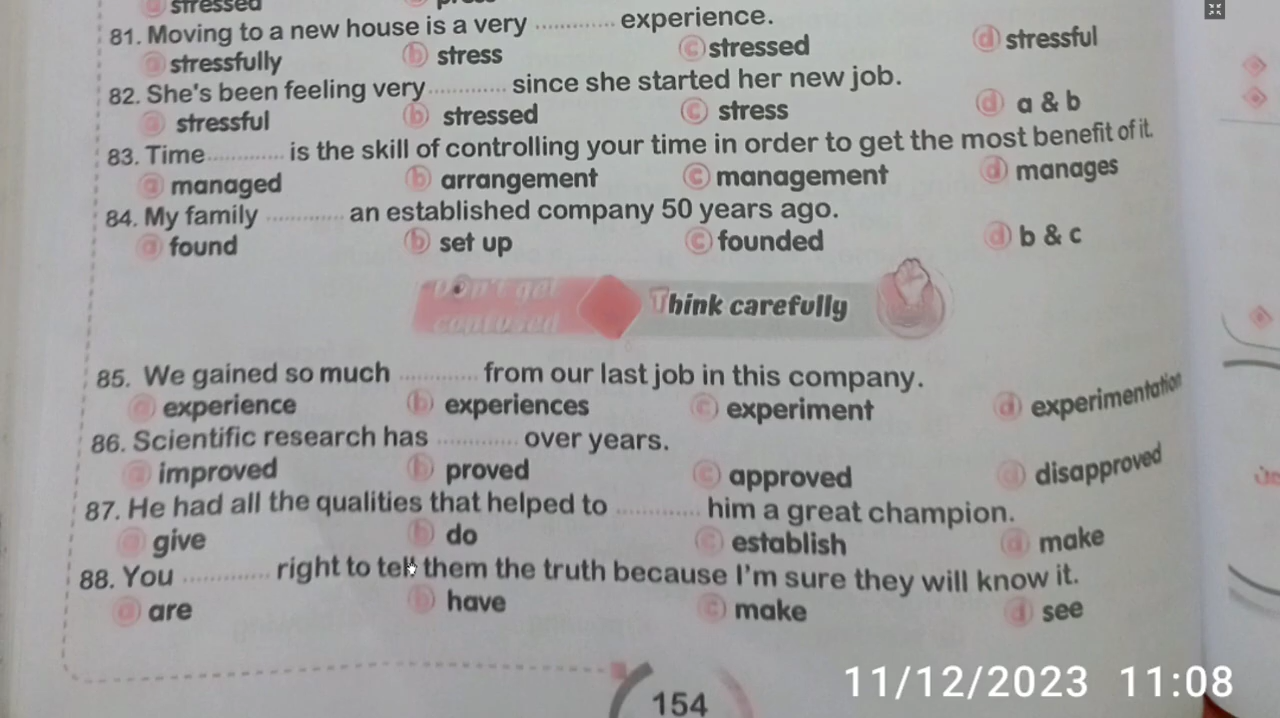 ⓐ stressed
81. Moving to a new house is a very ............ experience.
ⓐ stressfully ⓑ stress ⓒ stressed ⓓ stressful
82. She's been feeling very ............ since she started her new job.
ⓐ stressful ⓑ stressed ⓒ stress ⓓ a & b
83. Time ............ is the skill of controlling your time in order to get the most benefit of it.
ⓐ managed ⓑ arrangement ⓒ management ⓓ manages
84. My family ............ an established company 50 years ago.
ⓐ found ⓑ set up ⓒ founded ⓓ b & c
Don't get
confused
Think carefully
85. We gained so much ............ from our last job in this company.
ⓐ experience ⓑ experiences ⓒ experiment ⓓ experimentation
86. Scientific research has ............ over years.
ⓐ improved ⓑ proved ⓒ approved ⓓ disapproved
87. He had all the qualities that helped to ............ him a great champion.
ⓐ give ⓑ do ⓒ establish ⓓ make
88. You ............ right to tell them the truth because I'm sure they will know it.
ⓐ are ⓑ have ⓒ make ⓓ see
154
11/12/2023 11:08